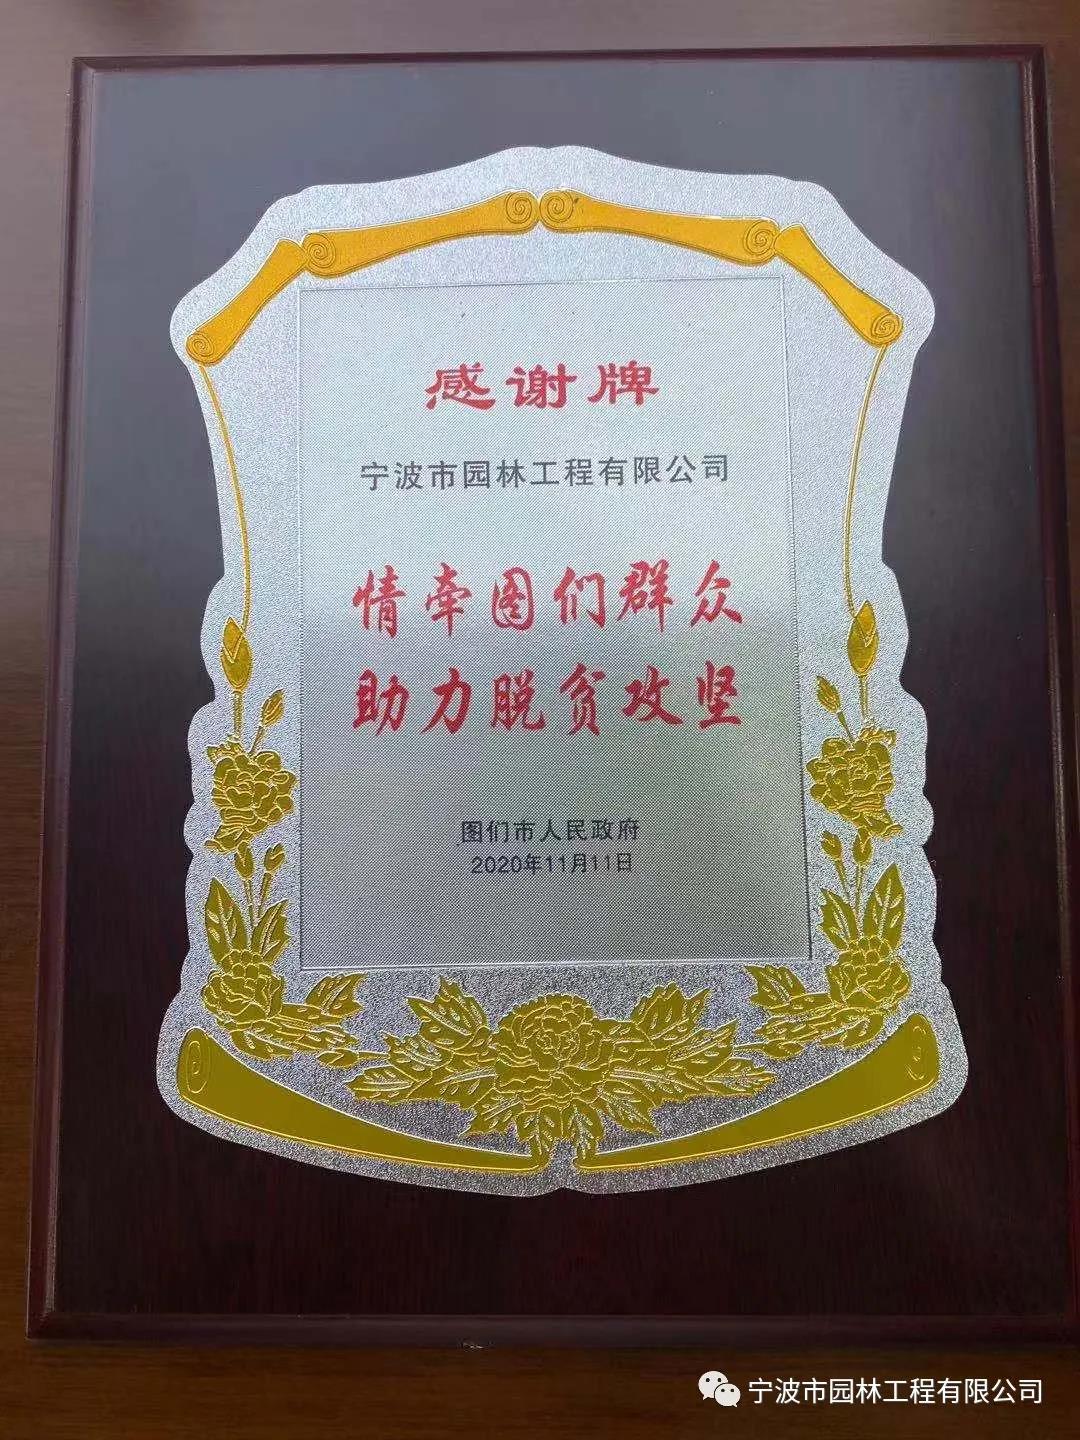 感谢牌
宁波市园林工程有限公司
情牵图们群众
助力脱贫攻坚
图们市人民政府
2020年11月11日
宁波市园林工程有限公司